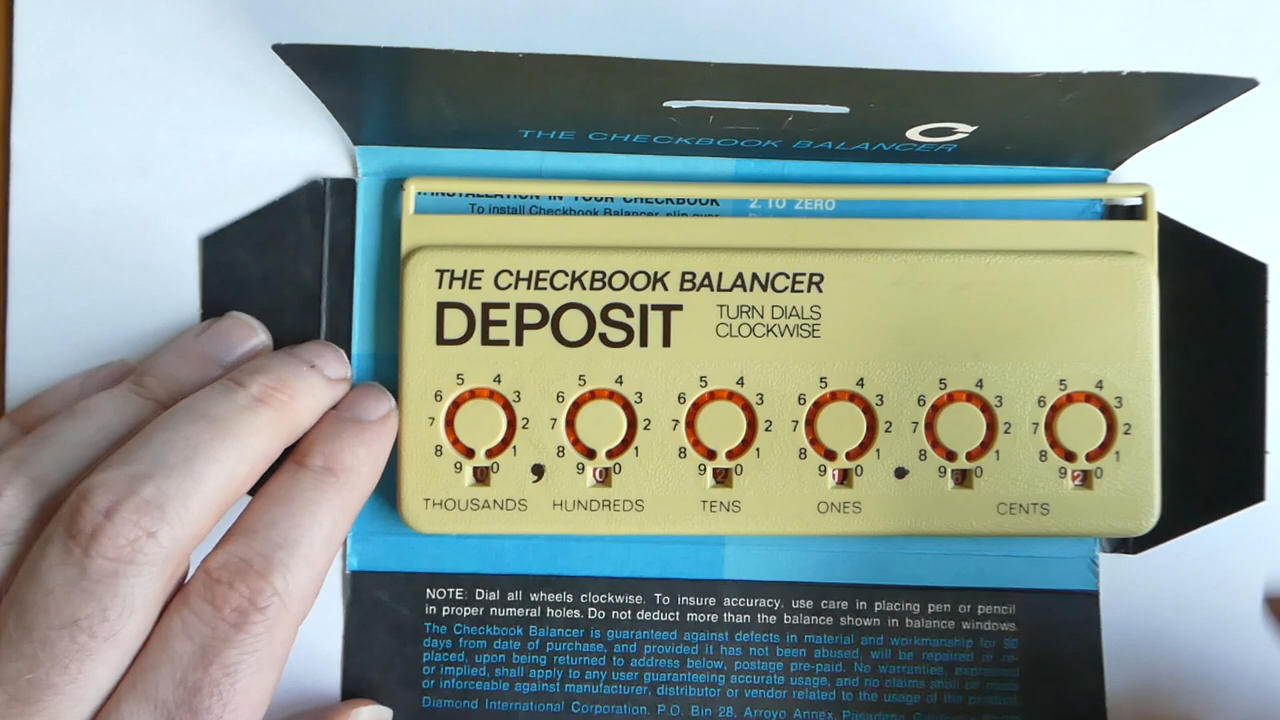 THE CHECKBOOK BALANCER
1. INSTALLATION IN YOUR CHECKBOOK
To install Checkbook Balancer, slip over
2. TO ZERO
THE CHECKBOOK BALANCER
DEPOSIT
TURN DIALS
CLOCKWISE
5 4 5 4 5 4 5 4 5 4 5 4
6 3 6 3 6 3 6 3 6 3 6 3
7 2 7 2 7 2 7 2 7 2 7 2
8 1 8 1 8 1 8 1 8 1 8 1
9 0 9 0 9 0 9 0 9 0 9 0
0 , 0 2 1 . 6 2
THOUSANDS HUNDREDS TENS ONES CENTS
NOTE: Dial all wheels clockwise. To insure accuracy, use care in placing pen or pencil
in proper numeral holes. Do not deduct more than the balance shown in balance windows.
The Checkbook Balancer is guaranteed against defects in material and workmanship for 90
days from date of purchase, and provided it has not been abused, will be repaired or re-
placed, upon being returned to address below, postage pre-paid. No warranties, expressed
or implied, shall apply to any user guaranteeing accurate usage, and no claims shall be made
or inforceable against manufacturer, distributor or vendor related to the usage of the product.
Diamond International Corporation, P.O. Bin 28, Arroyo Annex, Pasadena, California